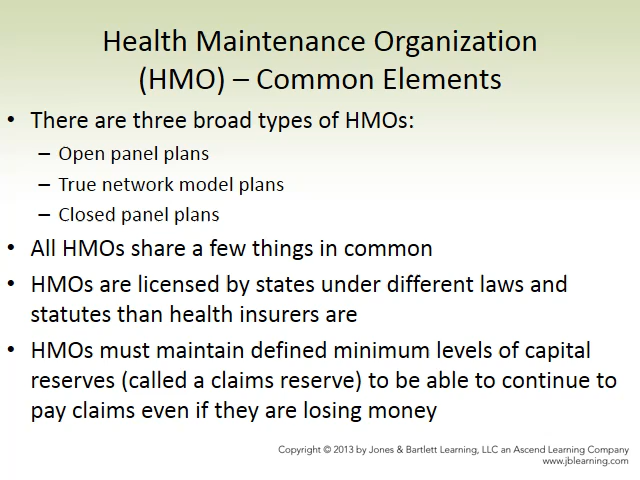 Health Maintenance Organization
(HMO) – Common Elements
• There are three broad types of HMOs:
– Open panel plans
– True network model plans
– Closed panel plans
• All HMOs share a few things in common
• HMOs are licensed by states under different laws and
statutes than health insurers are
• HMOs must maintain defined minimum levels of capital
reserves (called a claims reserve) to be able to continue to
pay claims even if they are losing money
Copyright © 2013 by Jones & Bartlett Learning, LLC an Ascend Learning Company
www.jblearning.com